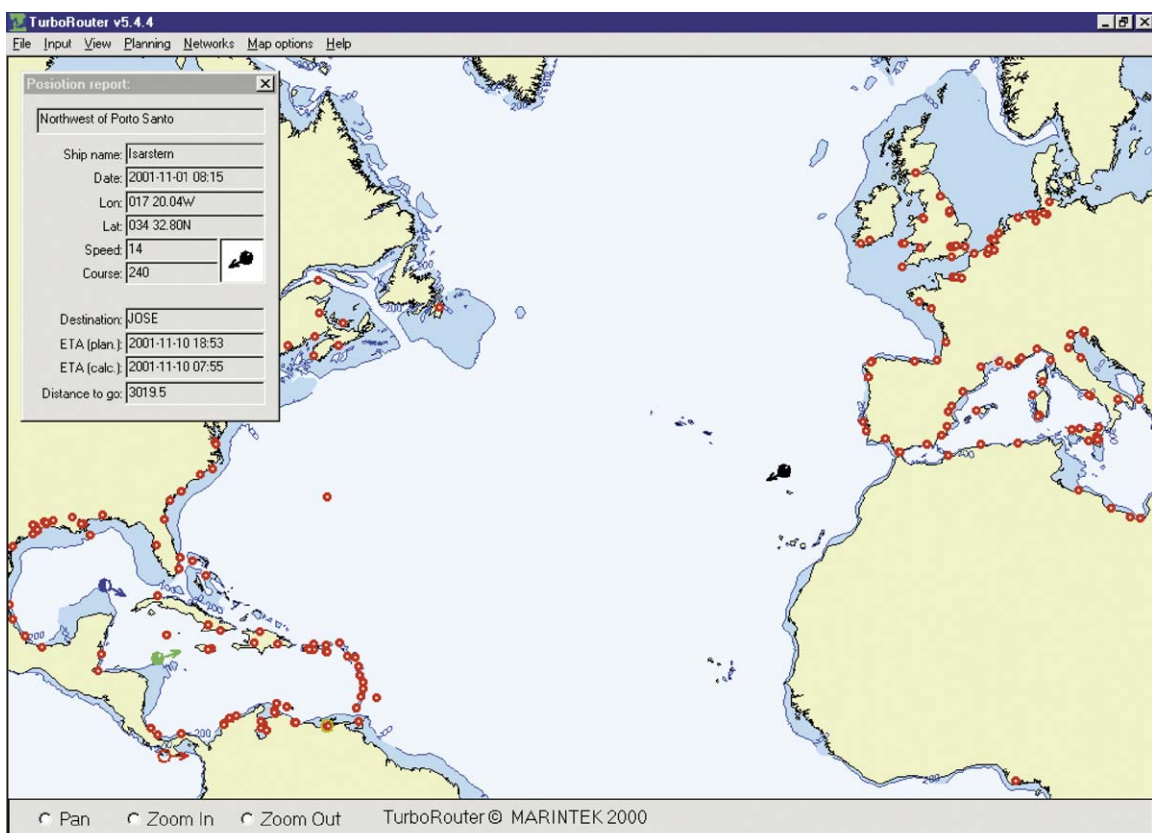 TurboRouter v5.4.4
File Input View Planning Networks Map options Help
Posiotion report:
Northwest of Porto Santo
Ship name: Isarstern
Date: 2001-11-01 08:15
Lon: 017 20.04W
Lat: 034 32.80N
Speed: 14
Course: 240
Destination: JOSE
ETA (plan.): 2001-11-10 18:53
ETA (calc.): 2001-11-10 07:55
Distance to go: 3019.5
Pan Zoom In Zoom Out TurboRouter © MARINTEK 2000